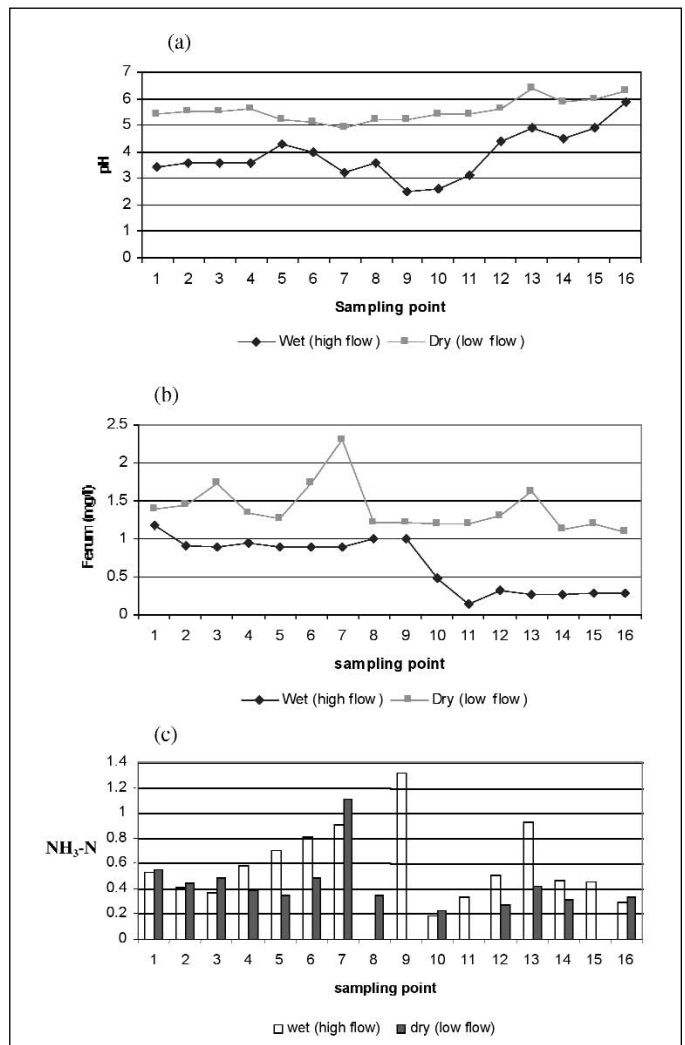 (a)
7
6
5
4
3
2
1
0
pH
1 2 3 4 5 6 7 8 9 10 11 12 13 14 15 16
Sampling point
Wet (high flow) Dry (low flow)
(b)
2.5
2
1.5
1
0.5
0
Ferum (mg/l)
1 2 3 4 5 6 7 8 9 10 11 12 13 14 15 16
sampling point
Wet (high flow) Dry (low flow)
(c)
1.4
1.2
1
0.8
0.6
0.4
0.2
0
NH₃-N
1 2 3 4 5 6 7 8 9 10 11 12 13 14 15 16
sampling point
wet (high flow) dry (low flow)